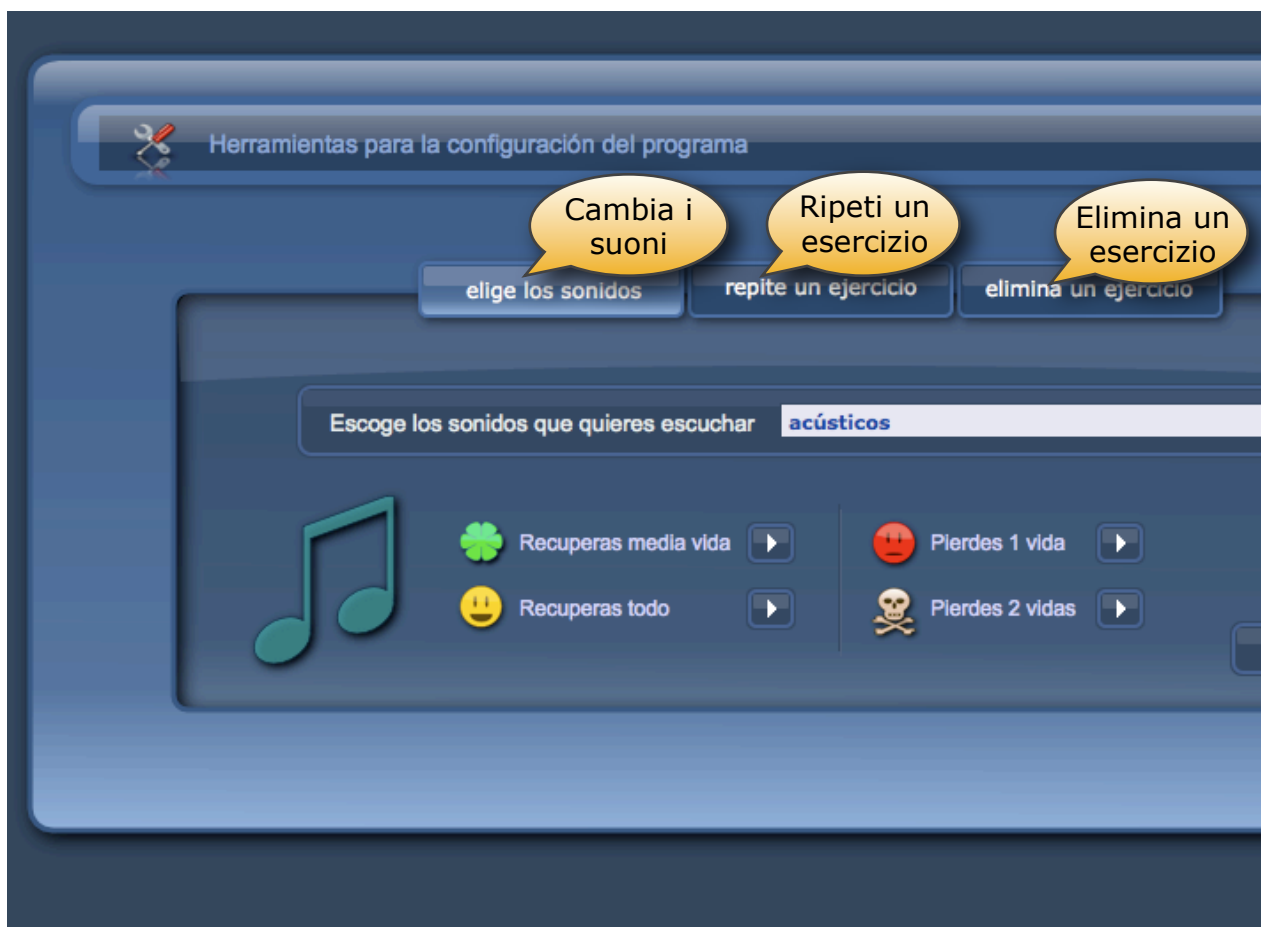 Herramientas para la configuración del programa
Cambia i
suoni
Ripeti un
esercizio
Elimina un
esercizio
elige los sonidos
repite un ejercicio
elimina un ejercicio
Escoge los sonidos que quieres escuchar
acústicos
Recuperas media vida
Pierdes 1 vida
Recuperas todo
Pierdes 2 vidas